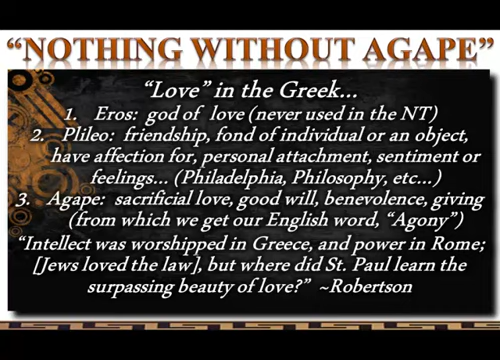 “NOTHING WITHOUT AGAPE”
“Love” in the Greek...
1. Eros: god of love (never used in the NT)
2. Plileo: friendship, fond of individual or an object,
have affection for, personal attachment, sentiment or
feelings... (Philadelphia, Philosophy, etc...)
3. Agape: sacrificial love, good will, benevolence, giving
(from which we get our English word, “Agony”)
“Intellect was worshipped in Greece, and power in Rome;
[Jews loved the law], but where did St. Paul learn the
surpassing beauty of love?” ~Robertson